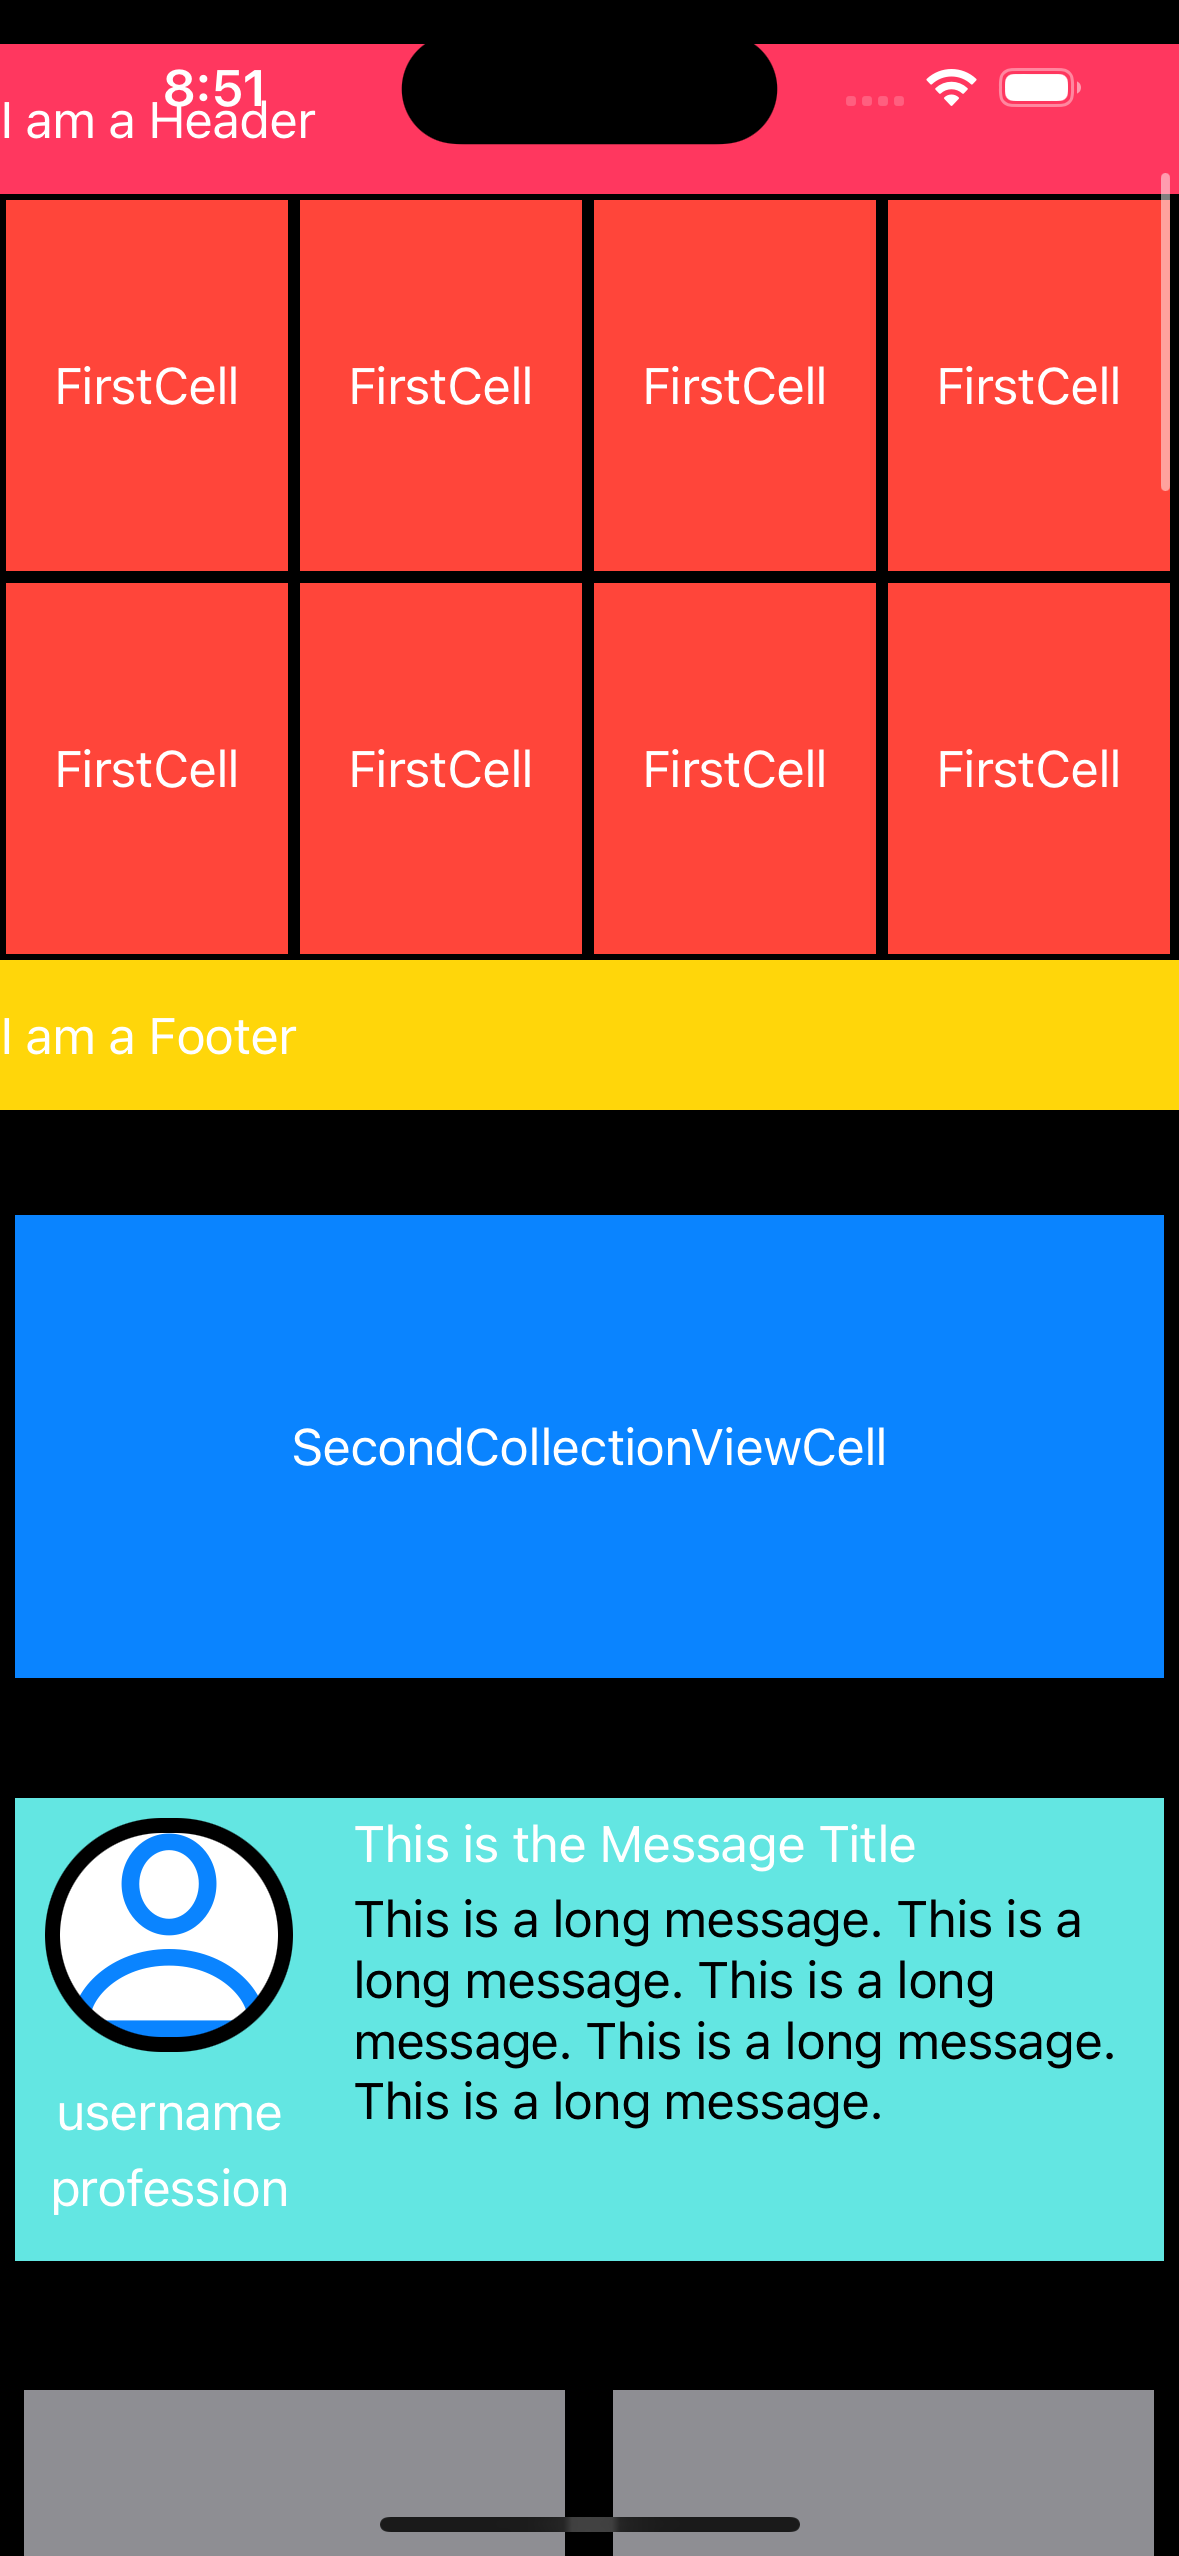 8:51
I am a Header
FirstCell FirstCell FirstCell FirstCell
FirstCell FirstCell FirstCell FirstCell
I am a Footer
SecondCollectionViewCell
username
profession
This is the Message Title
This is a long message. This is a
long message. This is a long
message. This is a long message.
This is a long message.